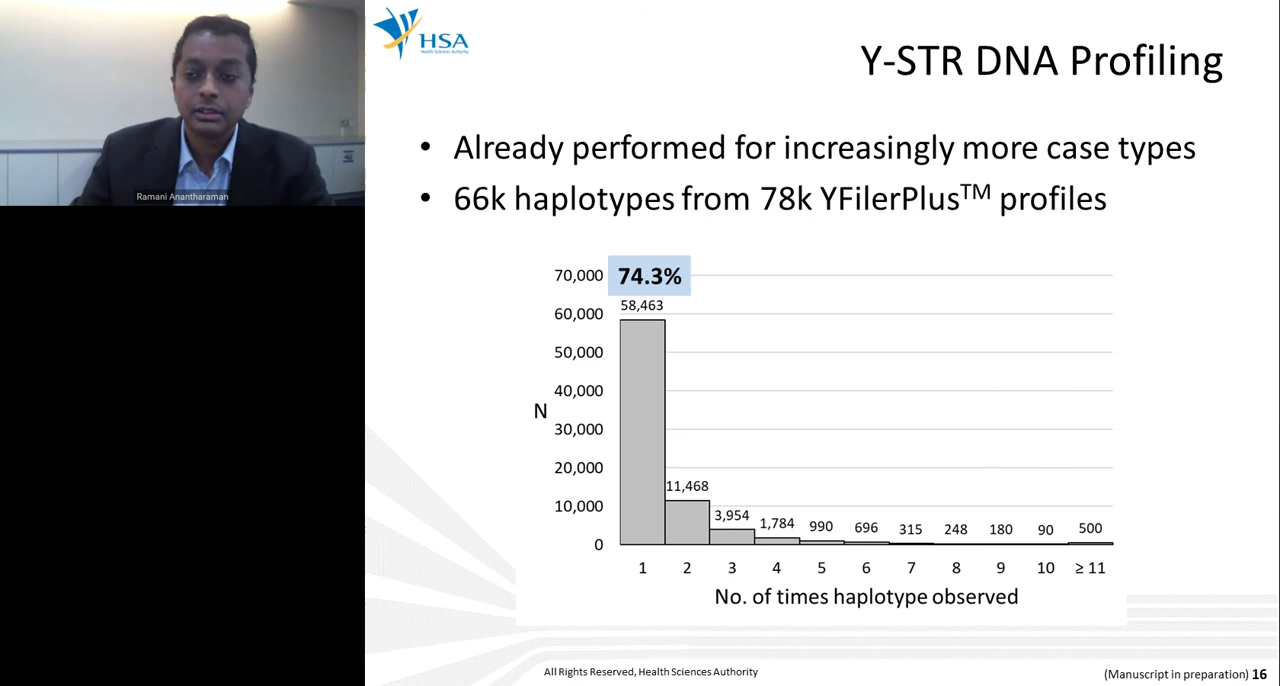 Ramani Anantharaman
HSA
Health Sciences Authority
Y-STR DNA Profiling
• Already performed for increasingly more case types
• 66k haplotypes from 78k YFilerPlus™ profiles
70,000
74.3%
58,463
60,000
50,000
40,000
N
30,000
20,000
11,468
10,000
3,954
1,784
990
696
315
248
180
90
500
0
1 2 3 4 5 6 7 8 9 10 ≥ 11
No. of times haplotype observed
All Rights Reserved, Health Sciences Authority
(Manuscript in preparation) 16